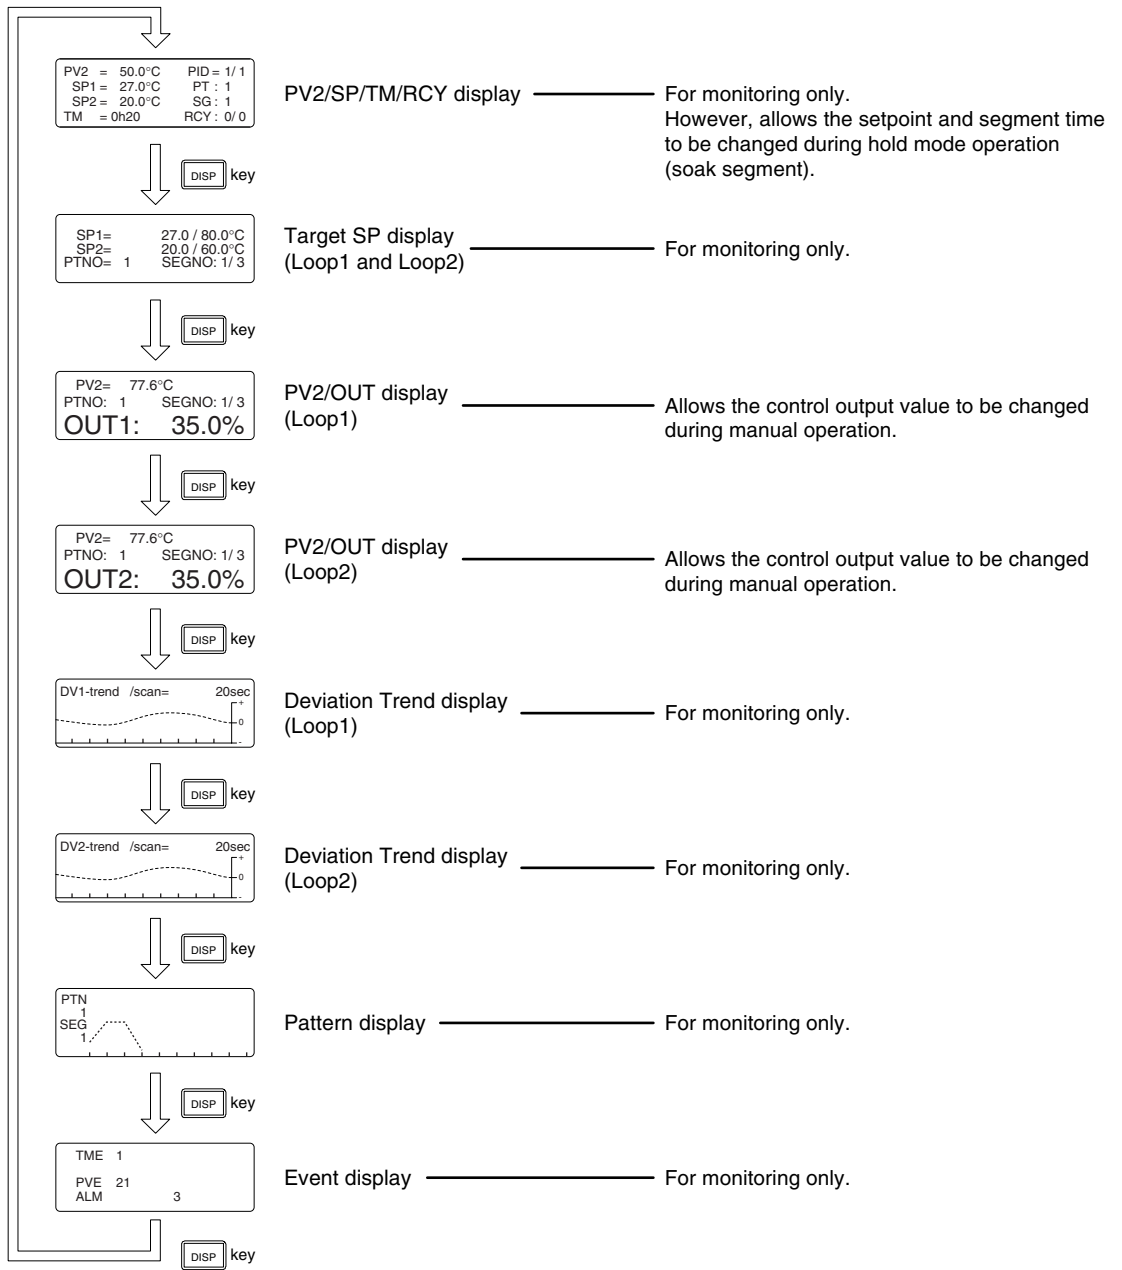 PV2 = 50.0°C PID = 1/ 1
SP1 = 27.0°C PT : 1
SP2 = 20.0°C SG : 1
TM = 0h20 RCY : 0/ 0
PV2/SP/TM/RCY display
For monitoring only.
However, allows the setpoint and segment time
to be changed during hold mode operation
(soak segment).
DISP key
SP1= 27.0 / 80.0°C
SP2= 20.0 / 60.0°C
PTNO= 1 SEGNO: 1/ 3
Target SP display
(Loop1 and Loop2)
For monitoring only.
DISP key
PV2= 77.6°C
PTNO: 1 SEGNO: 1/ 3
OUT1: 35.0%
PV2/OUT display
(Loop1)
Allows the control output value to be changed
during manual operation.
DISP key
PV2= 77.6°C
PTNO: 1 SEGNO: 1/ 3
OUT2: 35.0%
PV2/OUT display
(Loop2)
Allows the control output value to be changed
during manual operation.
DISP key
DV1-trend /scan= 20sec
+
0
-
Deviation Trend display
(Loop1)
For monitoring only.
DISP key
DV2-trend /scan= 20sec
+
0
-
Deviation Trend display
(Loop2)
For monitoring only.
DISP key
PTN
1
SEG
1
Pattern display
For monitoring only.
DISP key
TME 1
PVE 21
ALM 3
Event display
For monitoring only.
DISP key